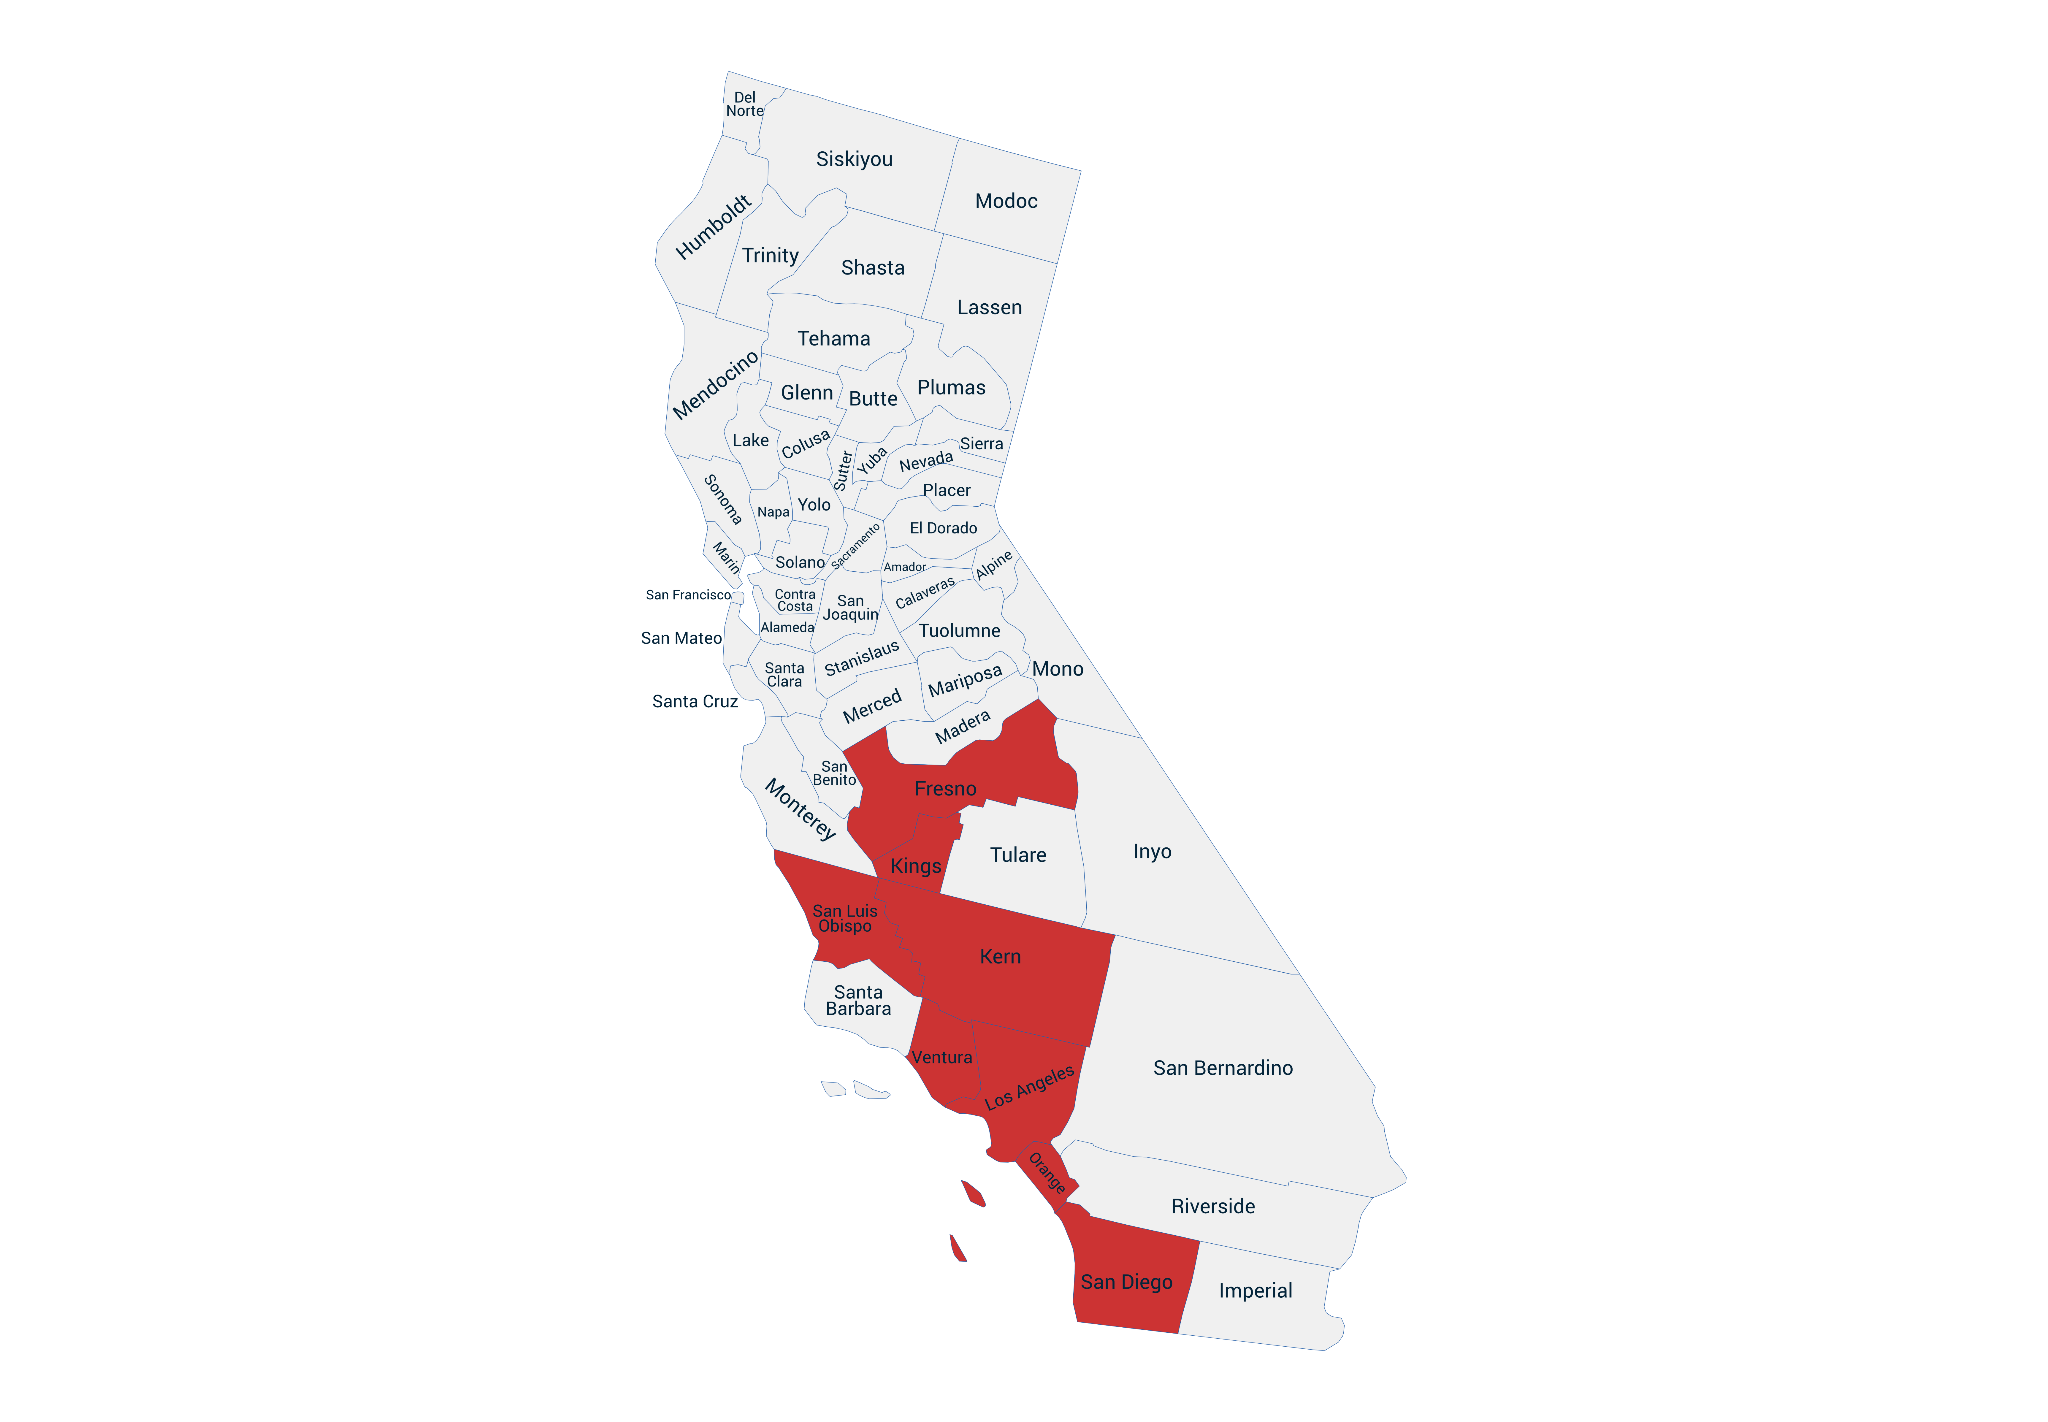 Del
Norte
Siskiyou
Modoc
Humboldt
Trinity
Shasta
Lassen
Tehama
Mendocino
Glenn
Butte
Plumas
Lake
Colusa
Sutter
Yuba
Nevada
Sierra
Sonoma
Napa
Yolo
Placer
El Dorado
Sacramento
Marin
Solano
Amador
Alpine
San Francisco
Contra
Costa
San
Joaquin
Calaveras
Alameda
Tuolumne
San Mateo
Santa
Clara
Stanislaus
Mariposa
Mono
Santa Cruz
Merced
Madera
San
Benito
Monterey
Fresno
Kings
Tulare
Inyo
San Luis
Obispo
Kern
Santa
Barbara
Ventura
Los Angeles
San Bernardino
Orange
Riverside
San Diego
Imperial